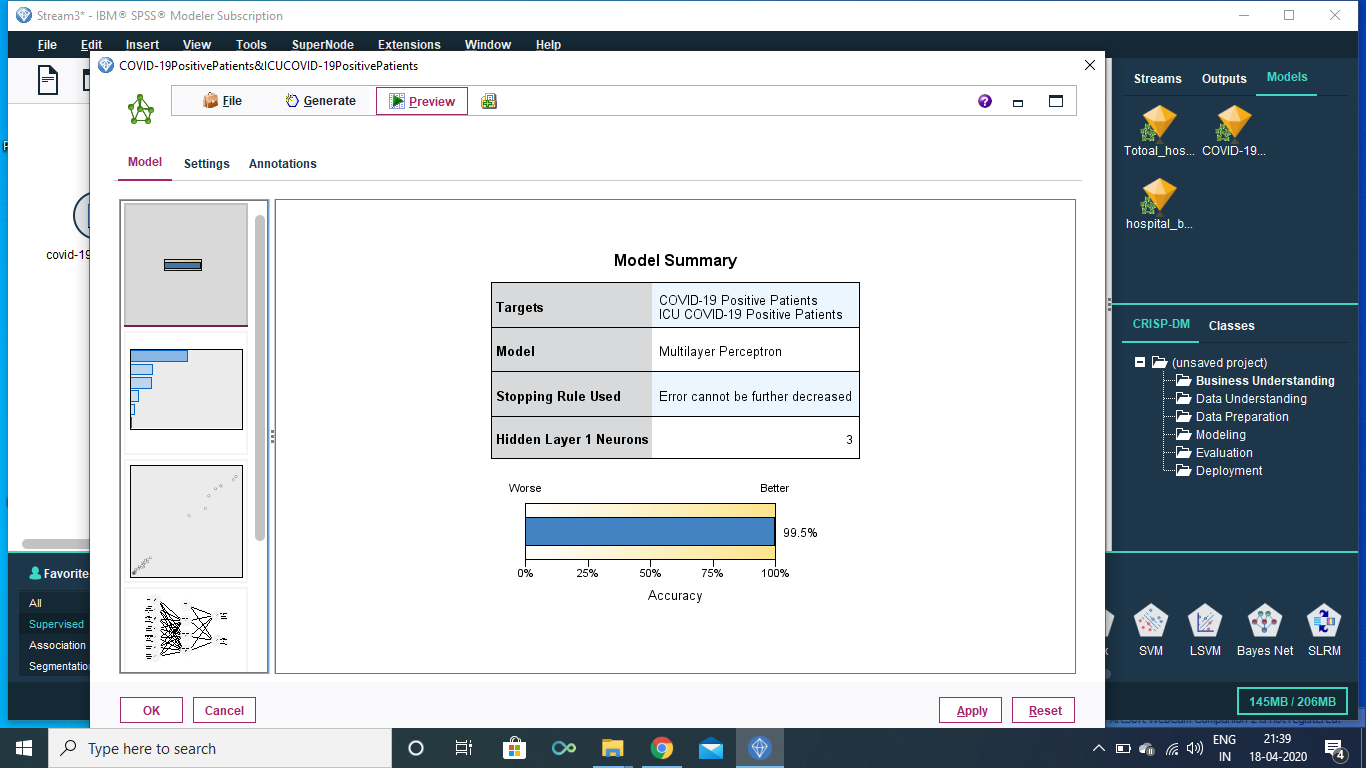 Stream3* - IBM® SPSS® Modeler Subscription
File Edit Insert View Tools SuperNode Extensions Window Help
COVID-19PositivePatients&ICUCOVID-19PositivePatients
File Generate Preview
Model Settings Annotations
covid-19
Model Summary
Targets
COVID-19 Positive Patients
ICU COVID-19 Positive Patients
Model
Multilayer Perceptron
Stopping Rule Used
Error cannot be further decreased
Hidden Layer 1 Neurons
3
Worse Better
99.5%
0% 25% 50% 75% 100%
Accuracy
OK Cancel Apply Reset
Streams Outputs Models
Totoal_hos... COVID-19...
hospital_b...
CRISP-DM Classes
(unsaved project)
Business Understanding
Data Understanding
Data Preparation
Modeling
Evaluation
Deployment
Favorite
All
Supervised
Association
Segmentatio
SVM LSVM Bayes Net SLRM
145MB / 206MB
Type here to search
ENG
IN
21:39
18-04-2020
4